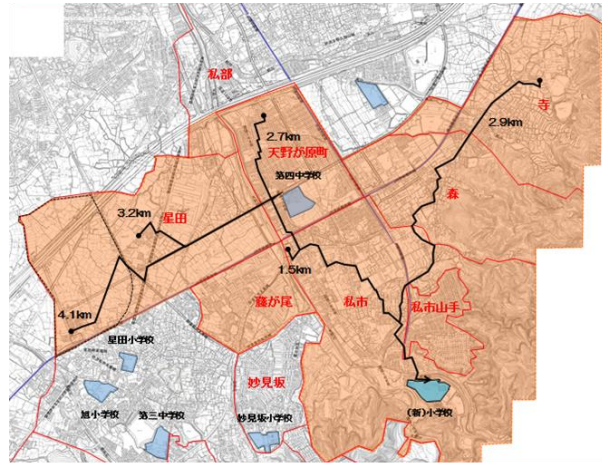 私部
寺
2.9km
2.7km
天野が原町
第四中学校
森
3.2km
星田
1.5km
藤が尾
私市
私市山手
4.1km
星田小学校
妙見坂
旭小学校
第三中学校
妙見坂小学校
(新)小学校